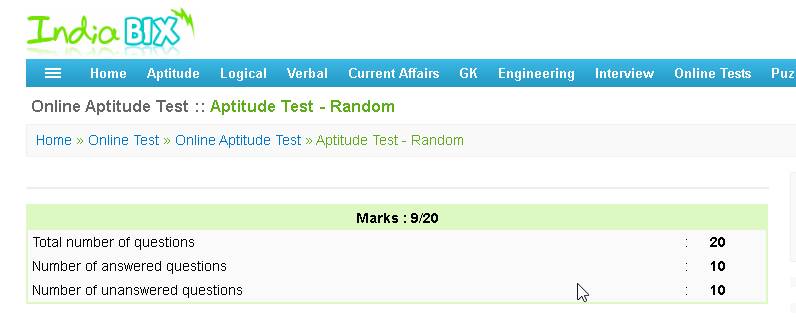 India BIX
Home Aptitude Logical Verbal Current Affairs GK Engineering Interview Online Tests Puz
Online Aptitude Test :: Aptitude Test - Random
Home » Online Test » Online Aptitude Test » Aptitude Test - Random
Marks : 9/20
Total number of questions : 20
Number of answered questions : 10
Number of unanswered questions : 10